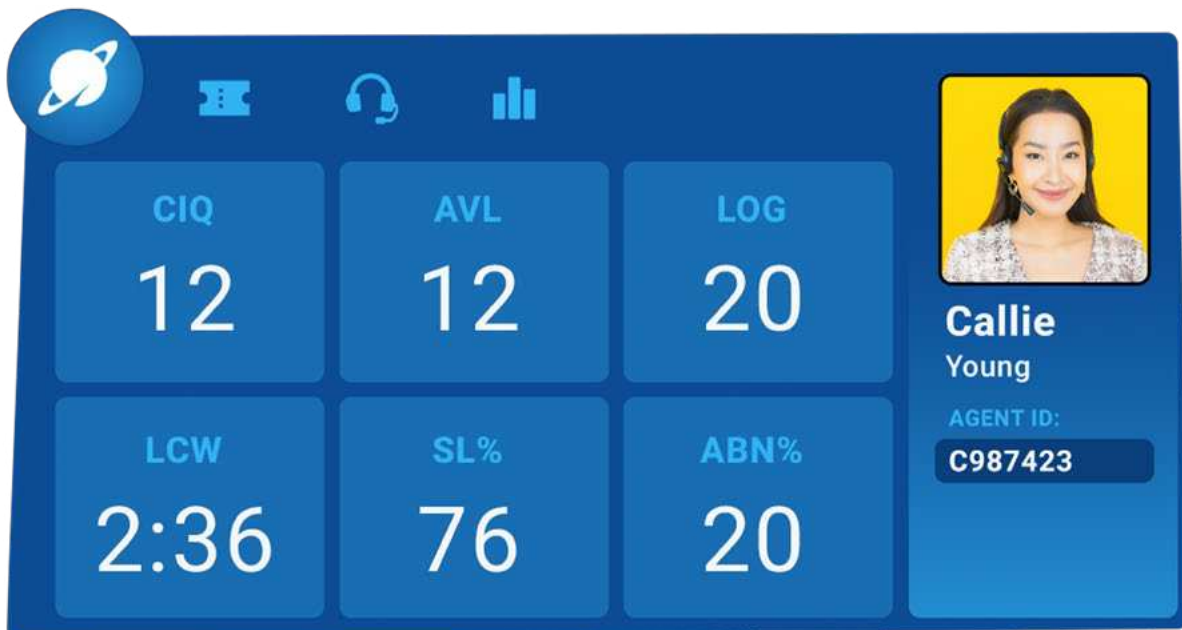 CIQ
12
AVL
12
LOG
20
LCW
2:36
SL%
76
ABN%
20
Callie
Young
AGENT ID:
C987423